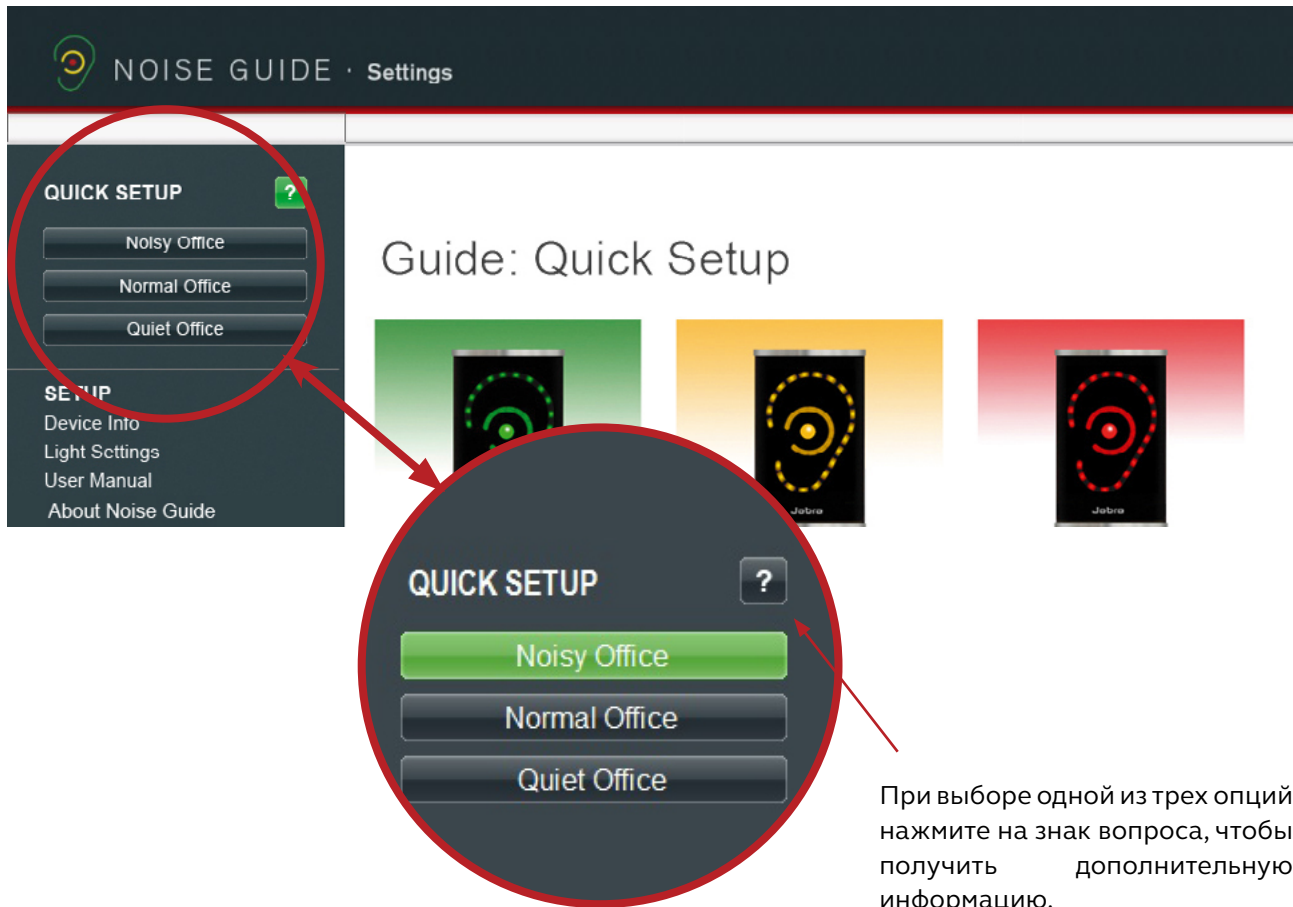 NOISE GUIDE · Settings
QUICK SETUP ?
Noisy Office
Normal Office
Quiet Office
SETUP
Device Info
Light Settings
User Manual
About Noise Guide
Guide: Quick Setup
Jabra
Jabra
QUICK SETUP ?
Noisy Office
Normal Office
Quiet Office
При выборе одной из трех опций
нажмите на знак вопроса, чтобы
получить дополнительную
информацию.